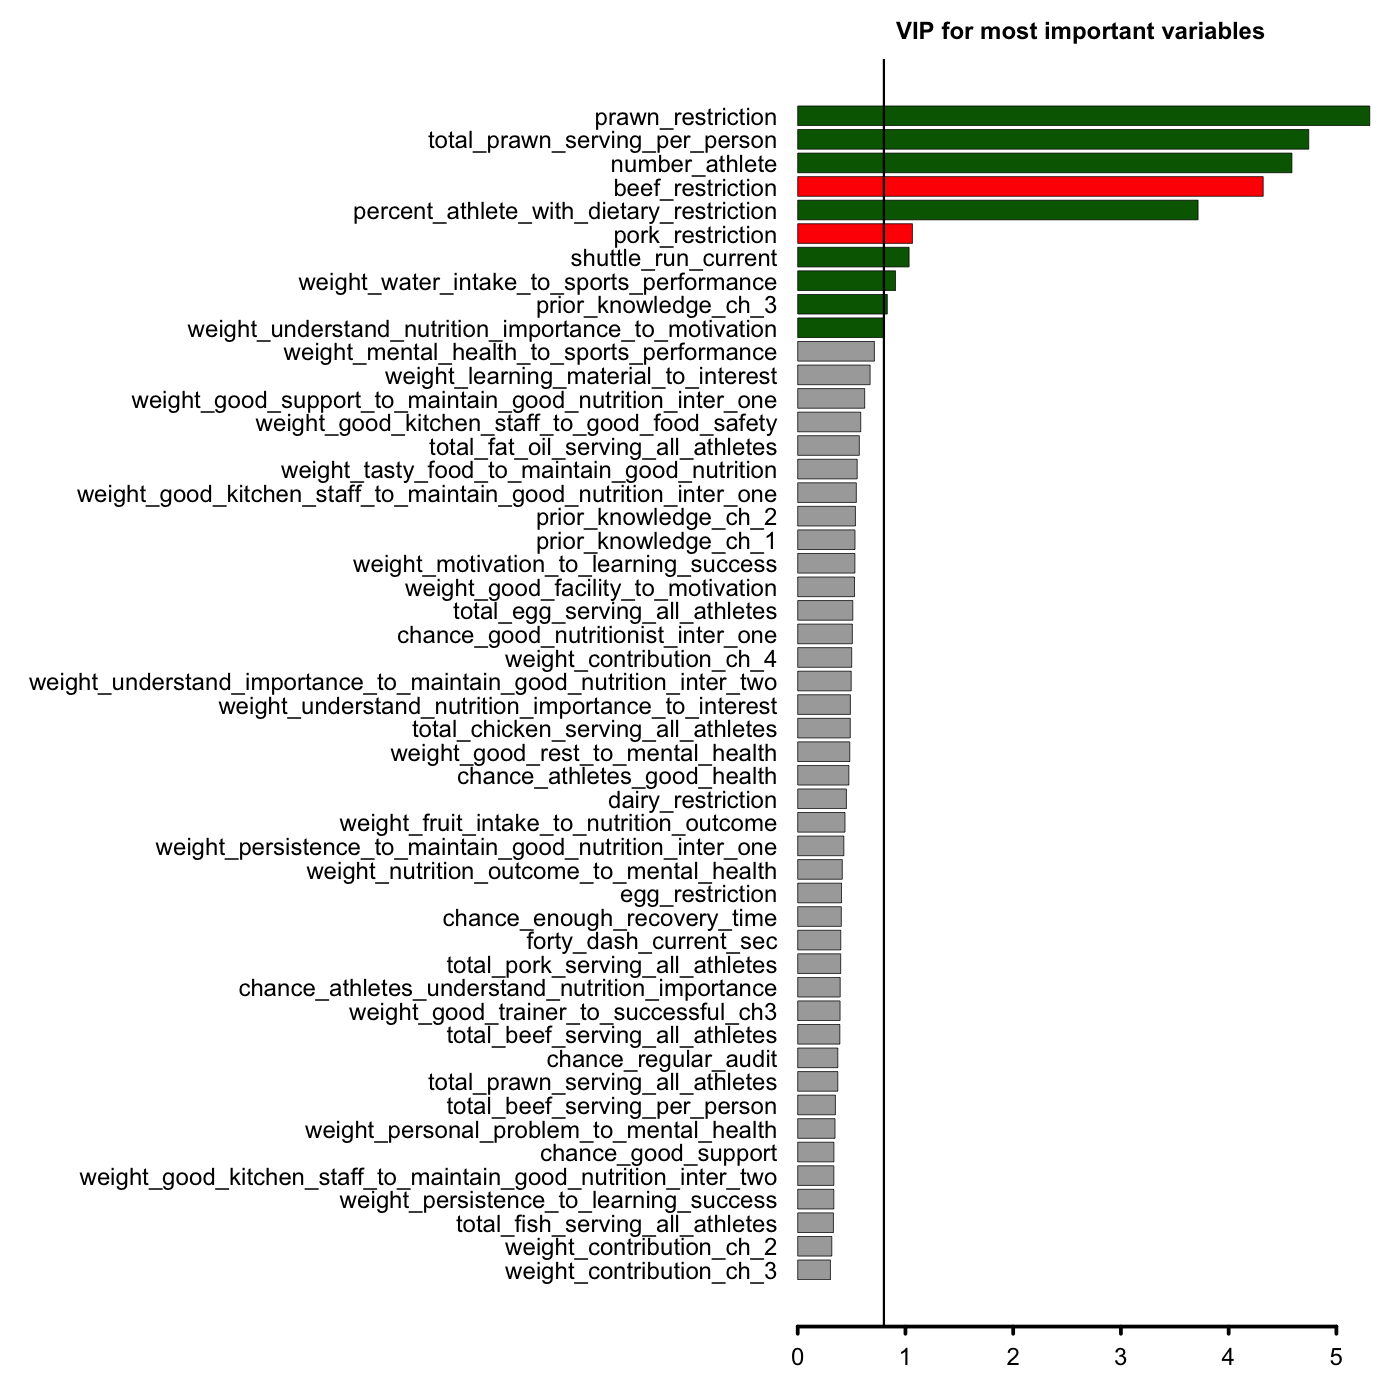 VIP for most important variables
prawn_restriction
total_prawn_serving_per_person
number_athlete
beef_restriction
percent_athlete_with_dietary_restriction
pork_restriction
shuttle_run_current
weight_water_intake_to_sports_performance
prior_knowledge_ch_3
weight_understand_nutrition_importance_to_motivation
weight_mental_health_to_sports_performance
weight_learning_material_to_interest
weight_good_support_to_maintain_good_nutrition_inter_one
weight_good_kitchen_staff_to_good_food_safety
total_fat_oil_serving_all_athletes
weight_tasty_food_to_maintain_good_nutrition
weight_good_kitchen_staff_to_maintain_good_nutrition_inter_one
prior_knowledge_ch_2
prior_knowledge_ch_1
weight_motivation_to_learning_success
weight_good_facility_to_motivation
total_egg_serving_all_athletes
chance_good_nutritionist_inter_one
weight_contribution_ch_4
weight_understand_importance_to_maintain_good_nutrition_inter_two
weight_understand_nutrition_importance_to_interest
total_chicken_serving_all_athletes
weight_good_rest_to_mental_health
chance_athletes_good_health
dairy_restriction
weight_fruit_intake_to_nutrition_outcome
weight_persistence_to_maintain_good_nutrition_inter_one
weight_nutrition_outcome_to_mental_health
egg_restriction
chance_enough_recovery_time
forty_dash_current_sec
total_pork_serving_all_athletes
chance_athletes_understand_nutrition_importance
weight_good_trainer_to_successful_ch3
total_beef_serving_all_athletes
chance_regular_audit
total_prawn_serving_all_athletes
total_beef_serving_per_person
weight_personal_problem_to_mental_health
chance_good_support
weight_good_kitchen_staff_to_maintain_good_nutrition_inter_two
weight_persistence_to_learning_success
total_fish_serving_all_athletes
weight_contribution_ch_2
weight_contribution_ch_3
0 1 2 3 4 5